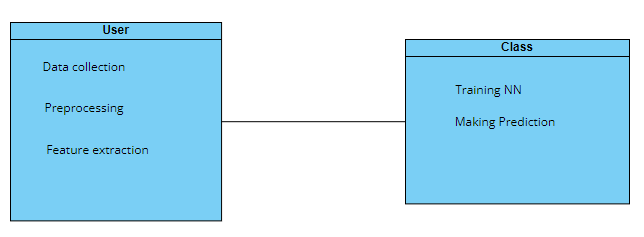 User
Data collection
Preprocessing
Feature extraction
Class
Training NN
Making Prediction